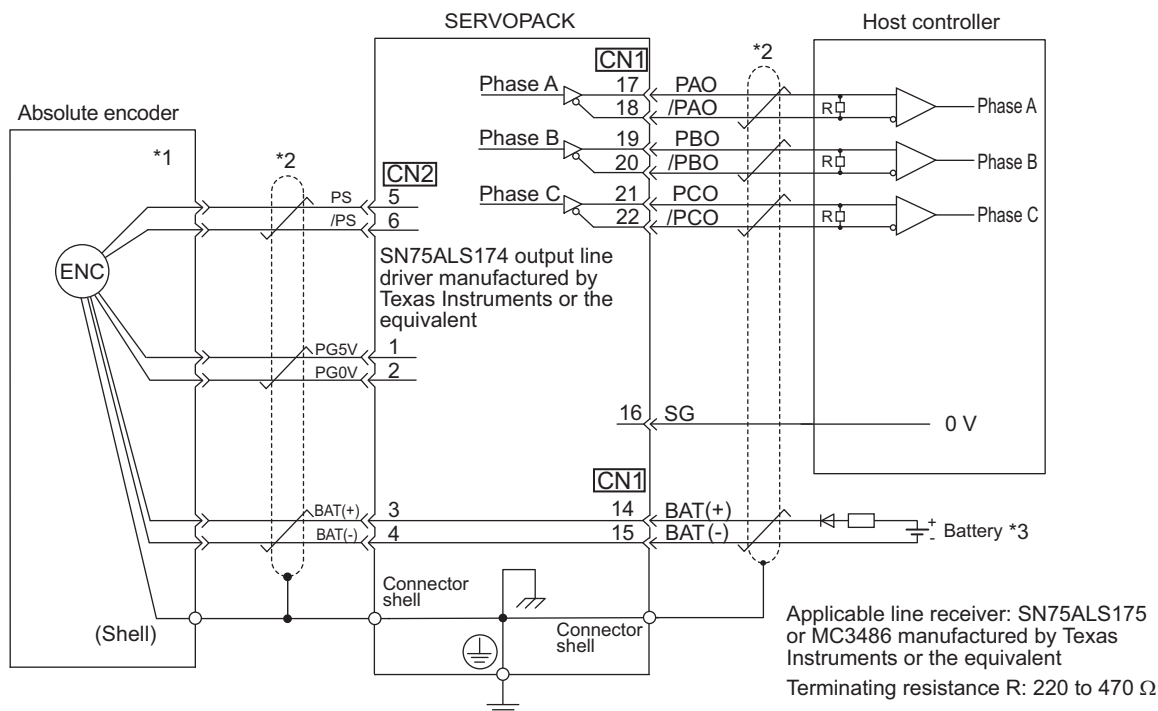 SERVOPACK
Host controller
Absolute encoder
*1
*2
*2
CN1
CN2
Phase A
17
PAO
18
/PAO
R
Phase A
Phase B
19
PBO
20
/PBO
R
Phase B
Phase C
21
PCO
22
/PCO
R
Phase C
PS
5
/PS
6
ENC
SN75ALS174 output line
driver manufactured by
Texas Instruments or the
equivalent
PG5V
1
PG0V
2
16
SG
0 V
CN1
BAT(+)
3
14
BAT(+)
BAT(-)
4
15
BAT (-)
+
-
Battery *3
Connector
shell
(Shell)
Connector
shell
Applicable line receiver: SN75ALS175
or MC3486 manufactured by Texas
Instruments or the equivalent
Terminating resistance R: 220 to 470 Ω